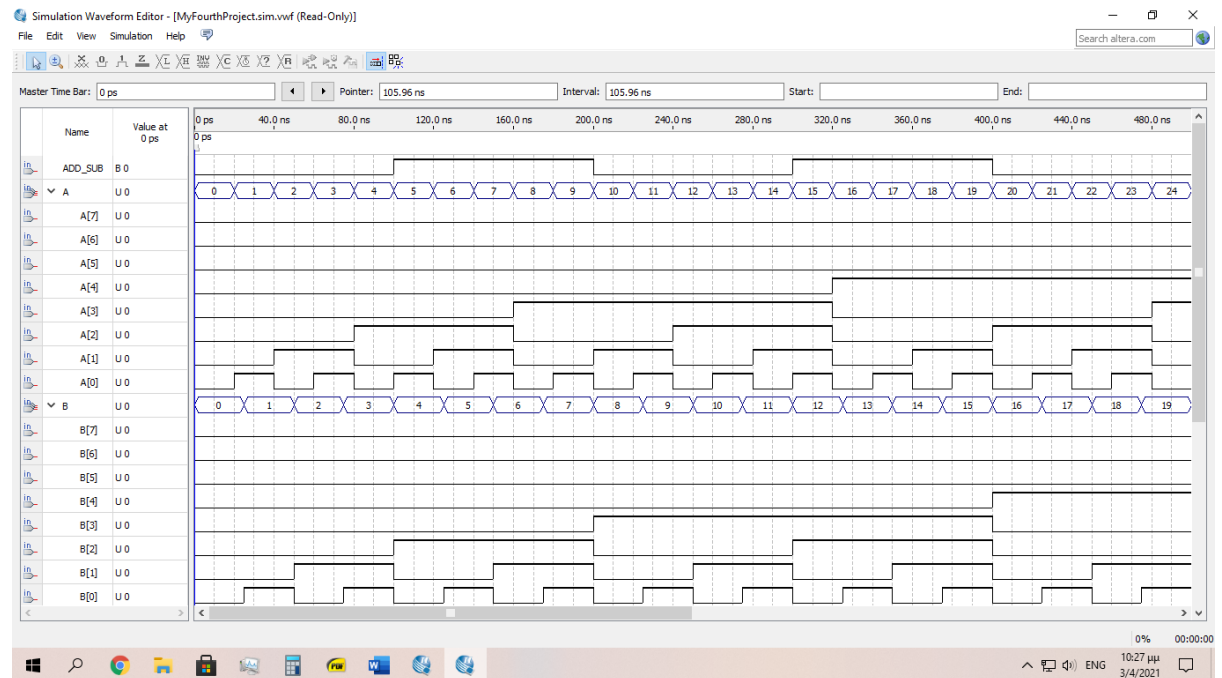 Simulation Waveform Editor - [MyFourthProject.sim.vwf (Read-Only)]
File Edit View Simulation Help
Search altera.com
Master Time Bar: 0 ps Pointer: 105.96 ns Interval: 105.96 ns Start: End:
Name Value at 0 ps
0 ps 40.0 ns 80.0 ns 120.0 ns 160.0 ns 200.0 ns 240.0 ns 280.0 ns 320.0 ns 360.0 ns 400.0 ns 440.0 ns 480.0 ns
0 ps
ADD_SUB B 0
A U 0 0 1 2 3 4 5 6 7 8 9 10 11 12 13 14 15 16 17 18 19 20 21 22 23 24
A[7] U 0
A[6] U 0
A[5] U 0
A[4] U 0
A[3] U 0
A[2] U 0
A[1] U 0
A[0] U 0
B U 0 0 1 2 3 4 5 6 7 8 9 10 11 12 13 14 15 16 17 18 19
B[7] U 0
B[6] U 0
B[5] U 0
B[4] U 0
B[3] U 0
B[2] U 0
B[1] U 0
B[0] U 0
0% 00:00:00
ENG 10:27 μμ
3/4/2021